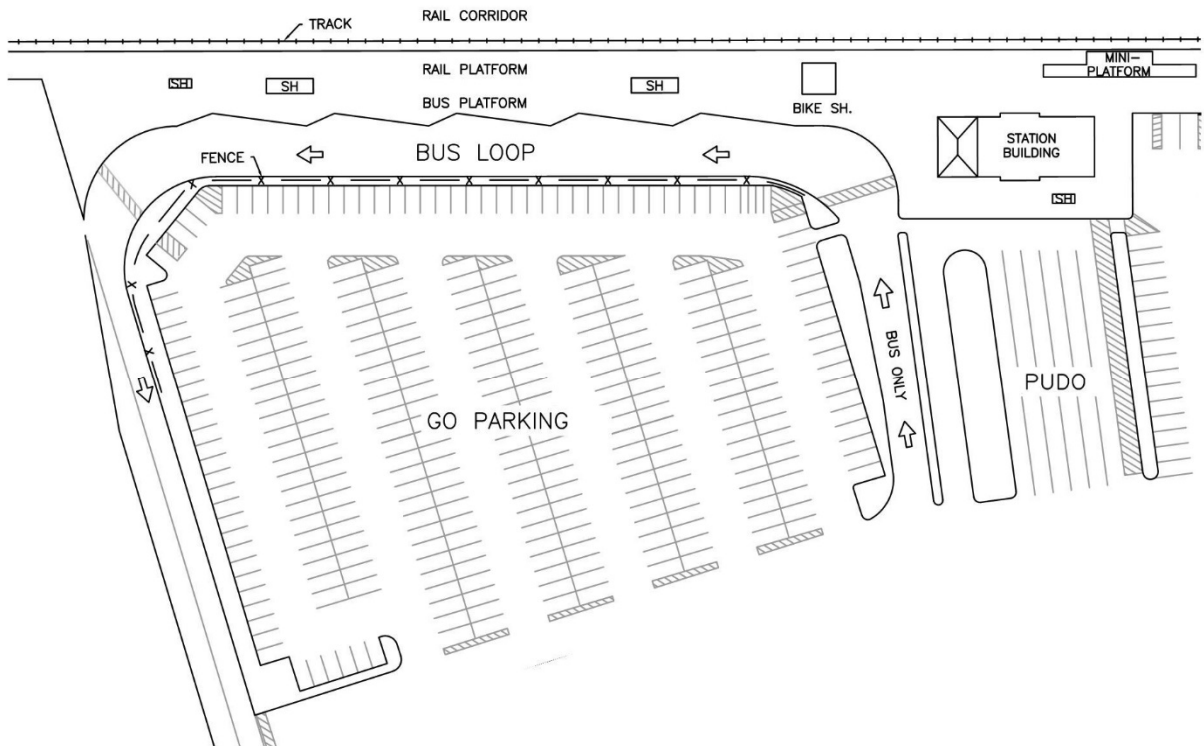 RAIL CORRIDOR
TRACK
RAIL PLATFORM
MINI-
PLATFORM
SH
SH
SH
BUS PLATFORM
BIKE SH.
STATION
BUILDING
FENCE
BUS LOOP
SH
BUS ONLY
PUDO
GO PARKING